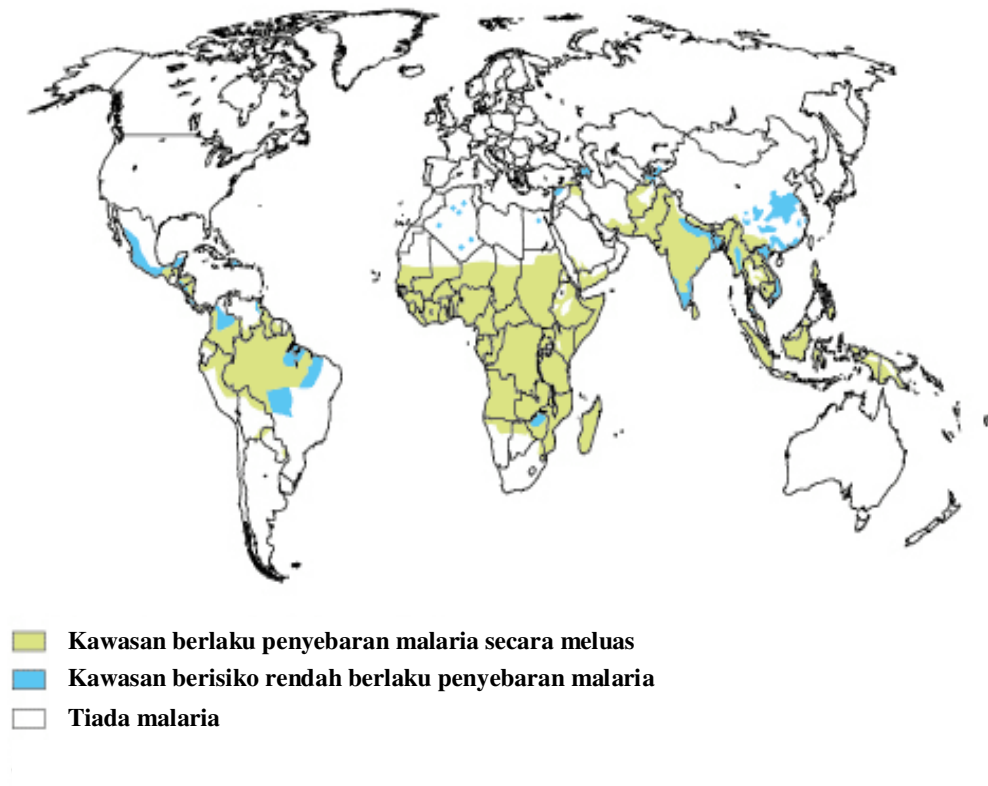 Kawasan berlaku penyebaran malaria secara meluas
Kawasan berisiko rendah berlaku penyebaran malaria
Tiada malaria